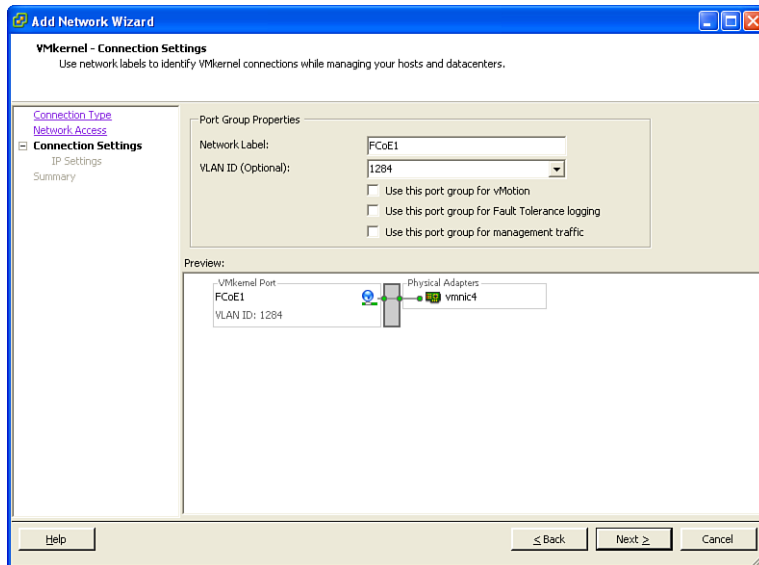 Add Network Wizard
VMkernel - Connection Settings
Use network labels to identify VMkernel connections while managing your hosts and datacenters.
Connection Type
Network Access
Connection Settings
IP Settings
Summary
Port Group Properties
Network Label:
FCoE1
VLAN ID (Optional):
1284
Use this port group for vMotion
Use this port group for Fault Tolerance logging
Use this port group for management traffic
Preview:
VMkernel Port
FCoE1
VLAN ID: 1284
Physical Adapters
vmnic4
Help
< Back
Next >
Cancel